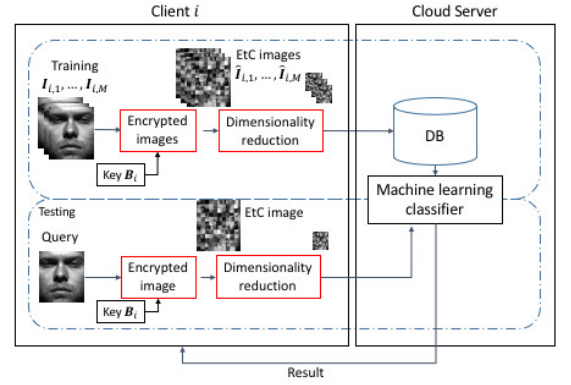 Client i
Cloud Server
Training
I_{i,1}, ..., I_{i,M}
EtC images
Î_{i,1}, ..., Î_{i,M}
Encrypted
images
Dimensionality
reduction
Key B_i
DB
Machine learning
classifier
Testing
Query
EtC image
Encrypted
image
Dimensionality
reduction
Key B_i
Result